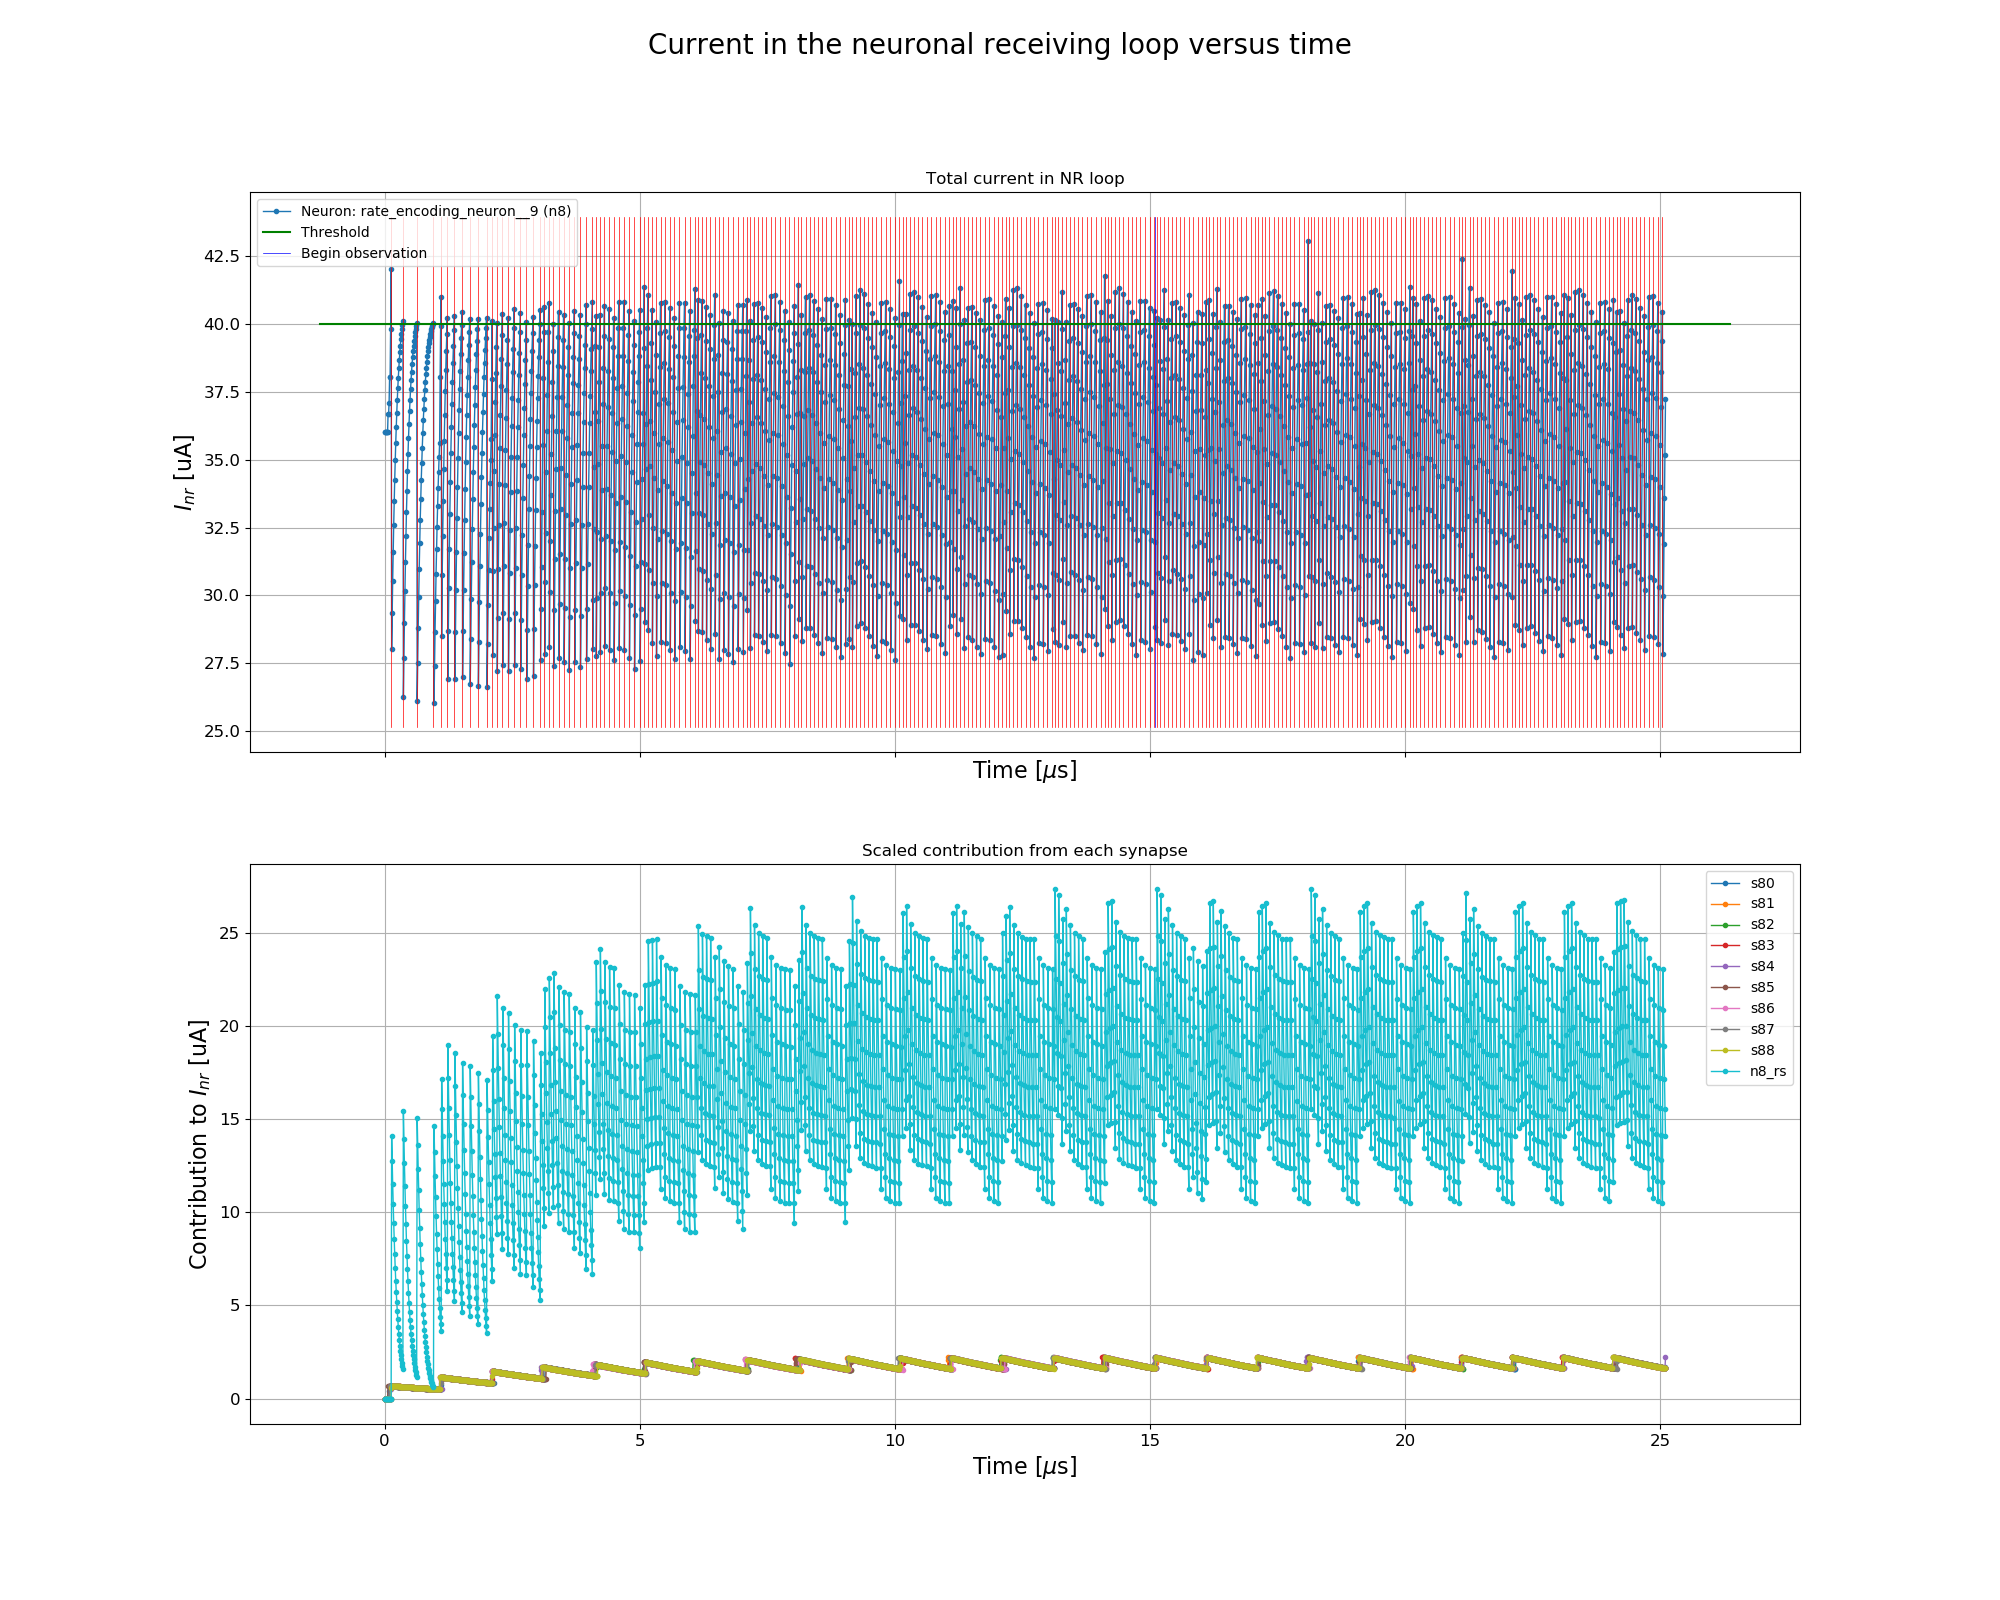 Current in the neuronal receiving loop versus time
Total current in NR loop
Neuron: rate_encoding_neuron__9 (n8)
Threshold
Begin observation
42.5
40.0
37.5
35.0
32.5
30.0
27.5
25.0
I_nr [uA]
Time [μs]
Scaled contribution from each synapse
s80
s81
s82
s83
s84
s85
s86
s87
s88
n8_rs
25
20
15
10
5
0
Contribution to I_nr [uA]
0 5 10 15 20 25
Time [μs]